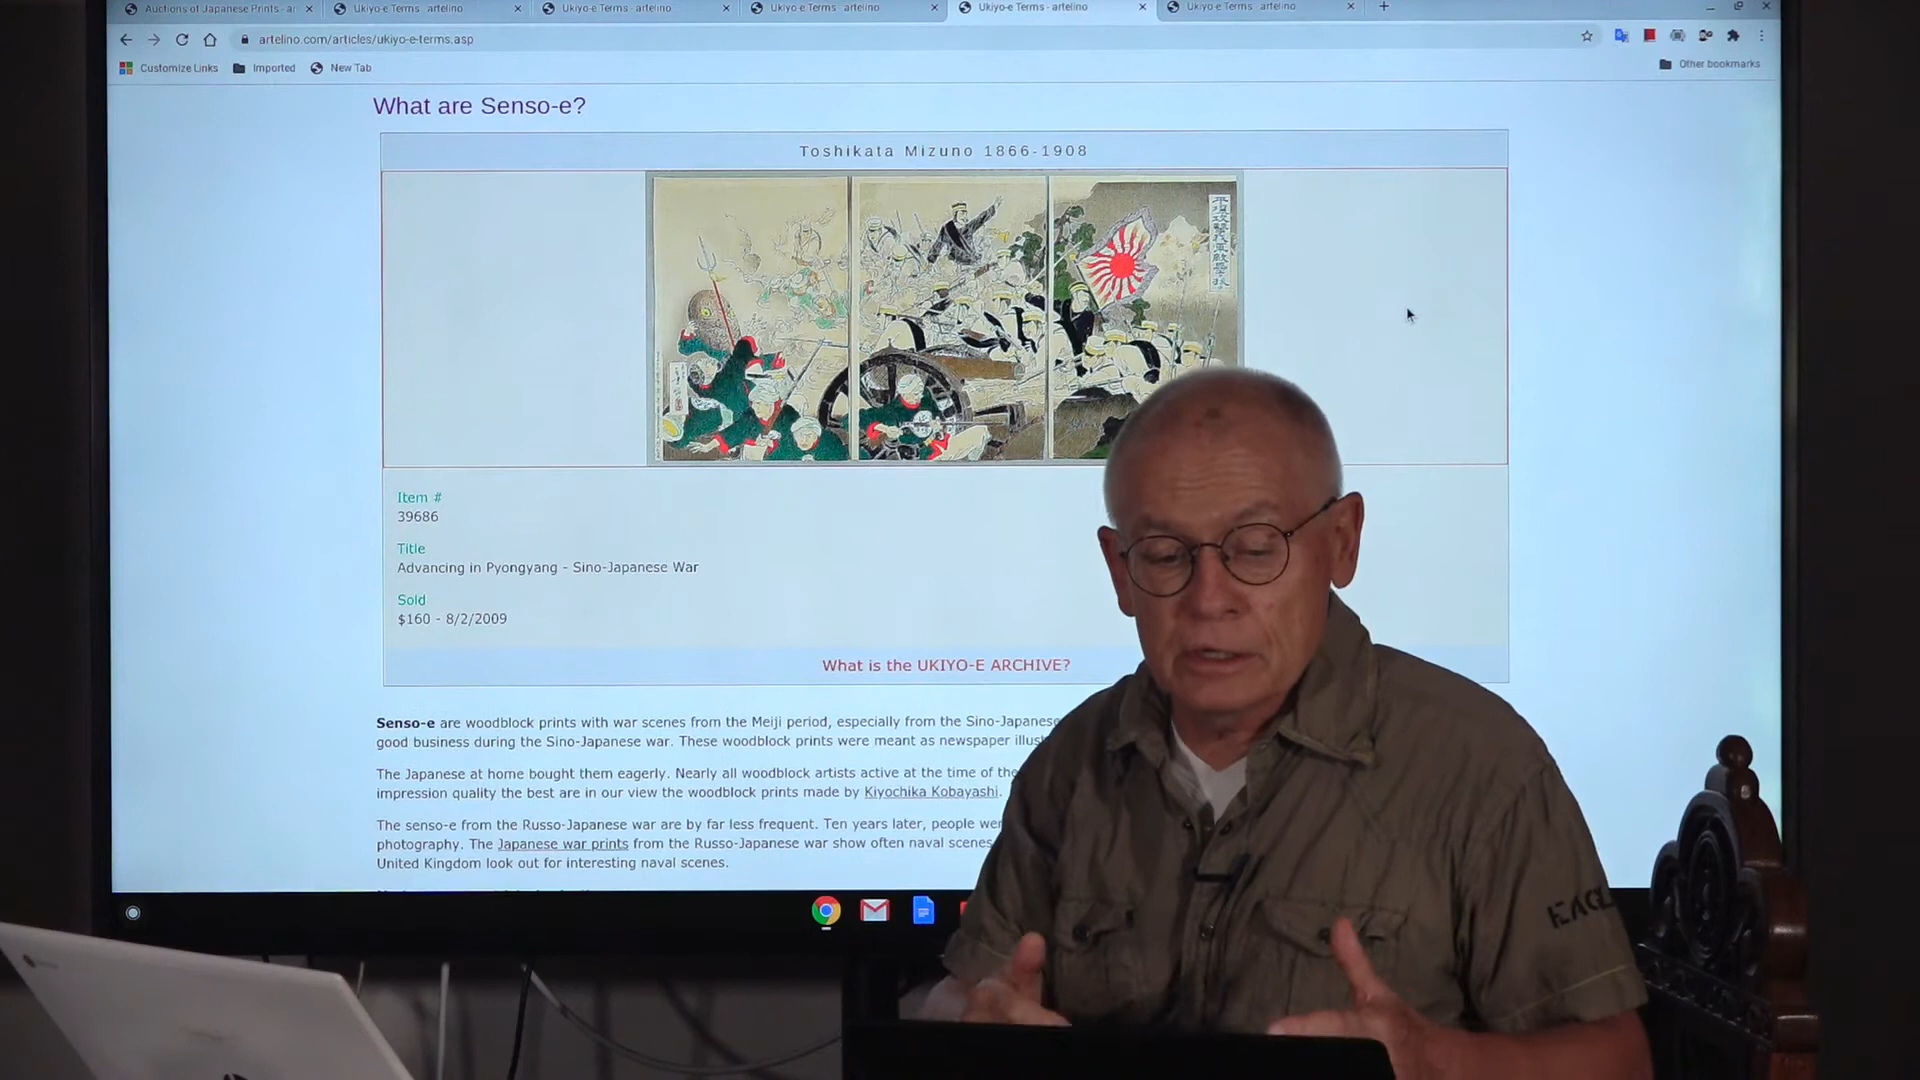 Auctions of Japanese Prints - ar
Ukiyo-e Terms - artelino
Ukiyo-e Terms - artelino
Ukiyo-e Terms - artelino
Ukiyo-e Terms - artelino
Ukiyo-e Terms - artelino
artelino.com/articles/ukiyo-e-terms.asp
Customize Links
Imported
New Tab
Other bookmarks
What are Senso-e?
Toshikata Mizuno 1866-1908
Item #
39686
Title
Advancing in Pyongyang - Sino-Japanese War
Sold
$160 - 8/2/2009
What is the UKIYO-E ARCHIVE?
Senso-e are woodblock prints with war scenes from the Meiji period, especially from the Sino-Japanese
good business during the Sino-Japanese war. These woodblock prints were meant as newspaper illus
The Japanese at home bought them eagerly. Nearly all woodblock artists active at the time of the
impression quality the best are in our view the woodblock prints made by Kiyochika Kobayashi.
The senso-e from the Russo-Japanese war are by far less frequent. Ten years later, people wer
photography. The Japanese war prints from the Russo-Japanese war show often naval scenes
United Kingdom look out for interesting naval scenes.
EAGL